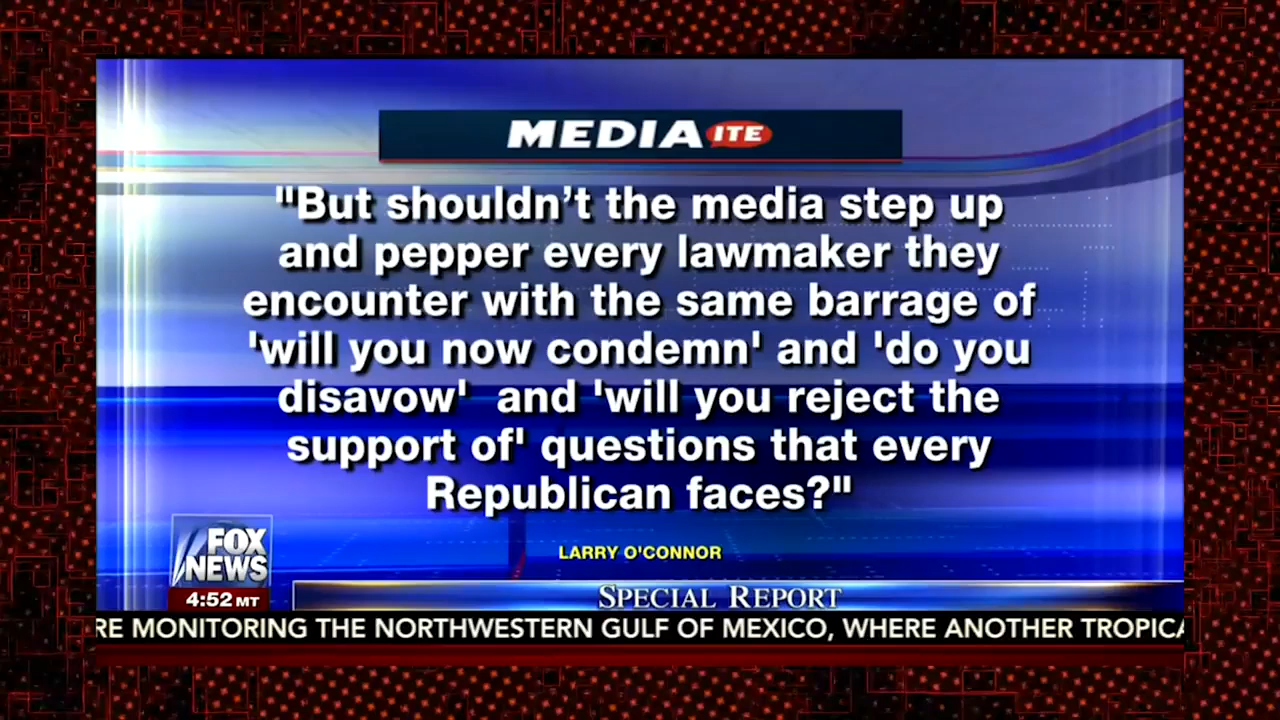 MEDIAITE
"But shouldn’t the media step up
and pepper every lawmaker they
encounter with the same barrage of
'will you now condemn' and 'do you
disavow'  and 'will you reject the
support of' questions that every
Republican faces?"
LARRY O'CONNOR
FOX
NEWS
4:52 MT
SPECIAL REPORT
RE MONITORING THE NORTHWESTERN GULF OF MEXICO, WHERE ANOTHER TROPICA